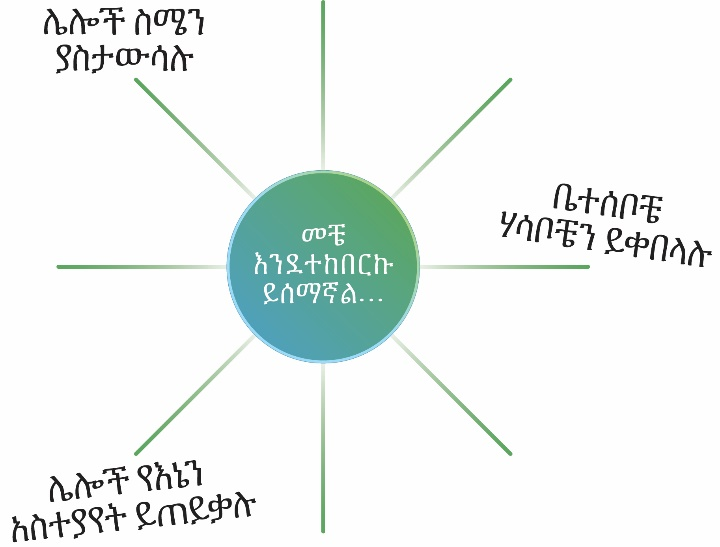 ሌሎች ስሜን
ያስታውሳሉ
ቤተሰቦቼ
ሃሳቦቼን ይቀበላሉ
መቼ
እንደተከበርኩ
ይሰማኛል...
ሌሎች የእኔን
አስተያየት ይጠይቃሉ